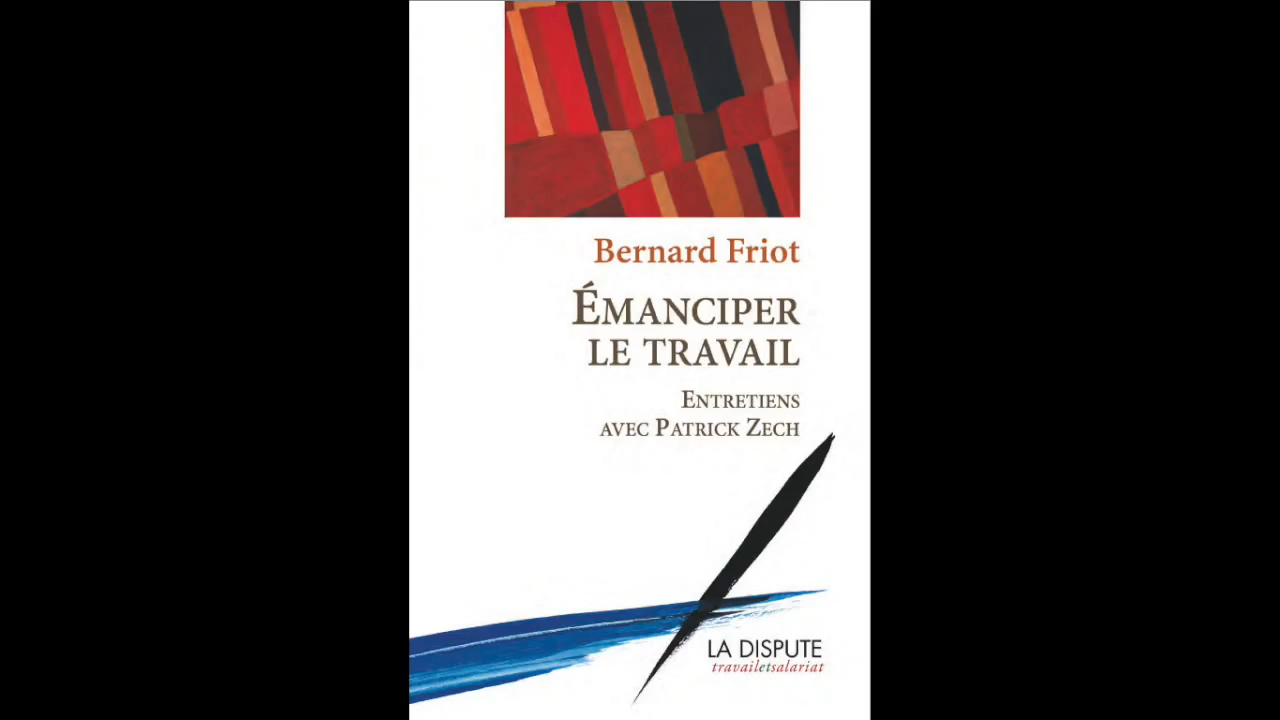 Bernard Friot
ÉMANCIPER
LE TRAVAIL
ENTRETIENS
AVEC PATRICK ZECH
LA DISPUTE
travailetsalariat